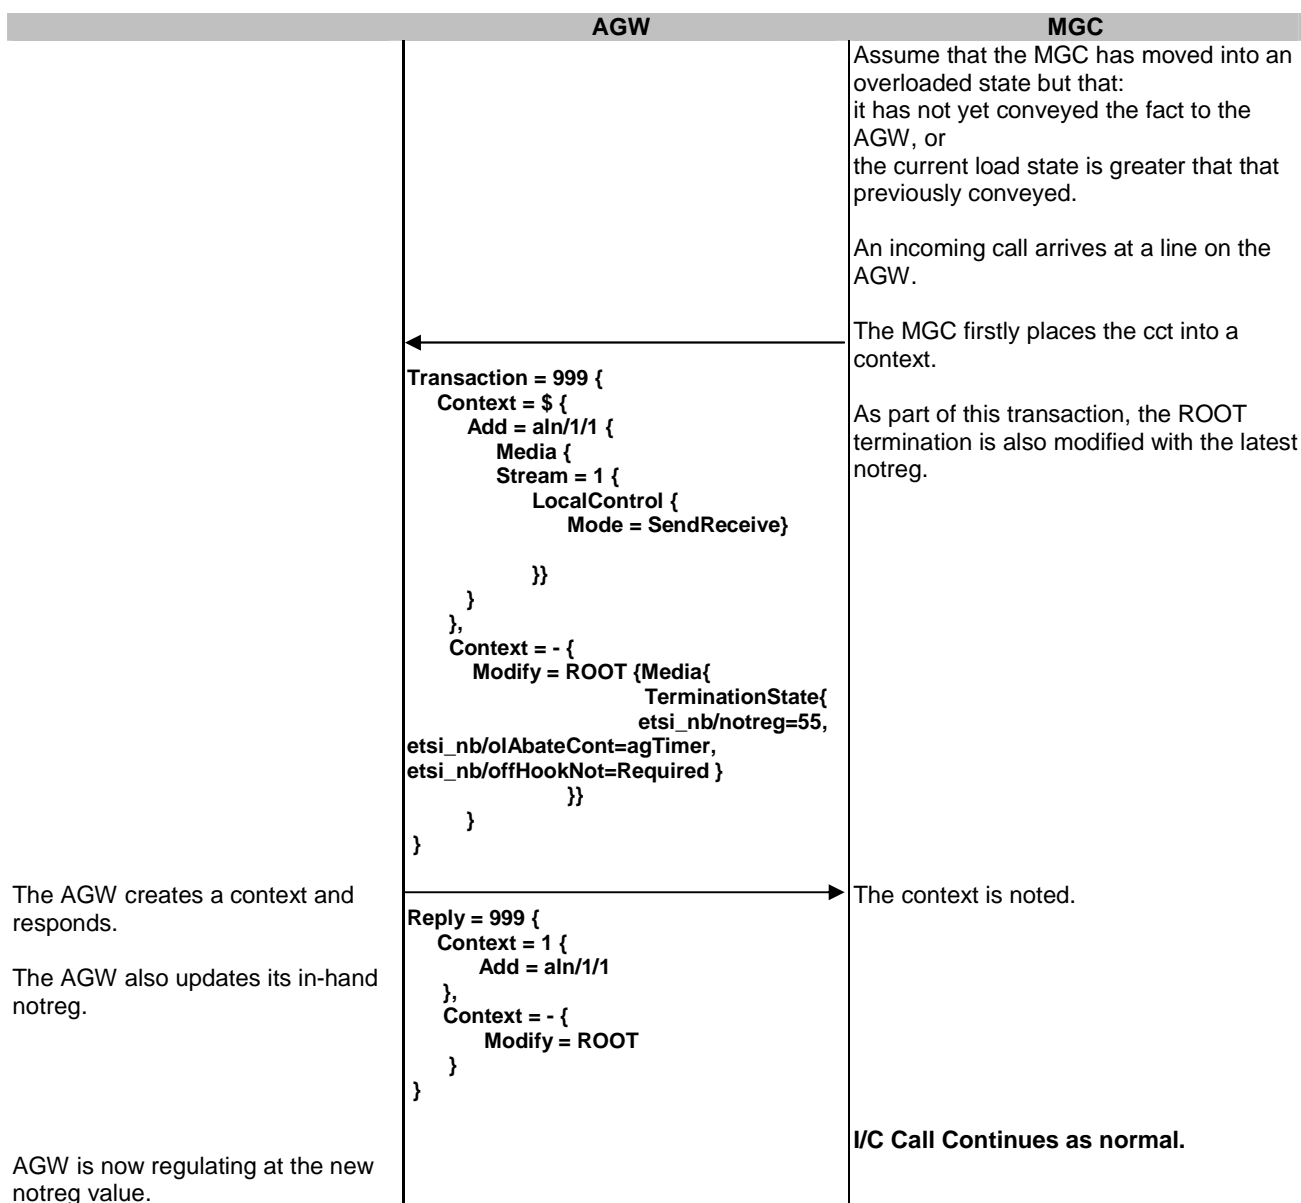 AGW
MGC
Assume that the MGC has moved into an
overloaded state but that:
it has not yet conveyed the fact to the
AGW, or
the current load state is greater that that
previously conveyed.
An incoming call arrives at a line on the
AGW.
The MGC firstly places the cct into a
context.
As part of this transaction, the ROOT
termination is also modified with the latest
notreg.
Transaction = 999 {
Context = $ {
Add = aln/1/1 {
Media {
Stream = 1 {
LocalControl {
Mode = SendReceive}
}}
}
},
Context = - {
Modify = ROOT {Media{
TerminationState{
etsi_nb/notreg=55,
etsi_nb/olAbateCont=agTimer,
etsi_nb/offHookNot=Required }
}}
}
}
The AGW creates a context and
responds.
The AGW also updates its in-hand
notreg.
The context is noted.
Reply = 999 {
Context = 1 {
Add = aln/1/1
},
Context = - {
Modify = ROOT
}
}
I/C Call Continues as normal.
AGW is now regulating at the new
notreg value.